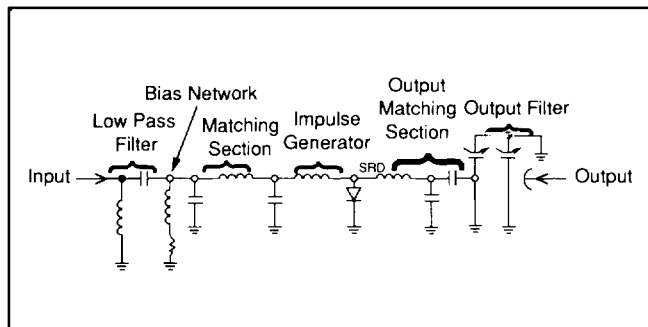 Bias Network
Low Pass
Filter
Matching
Section
Impulse
Generator
Output
Matching
Section
Output Filter
Input
SRD
Output